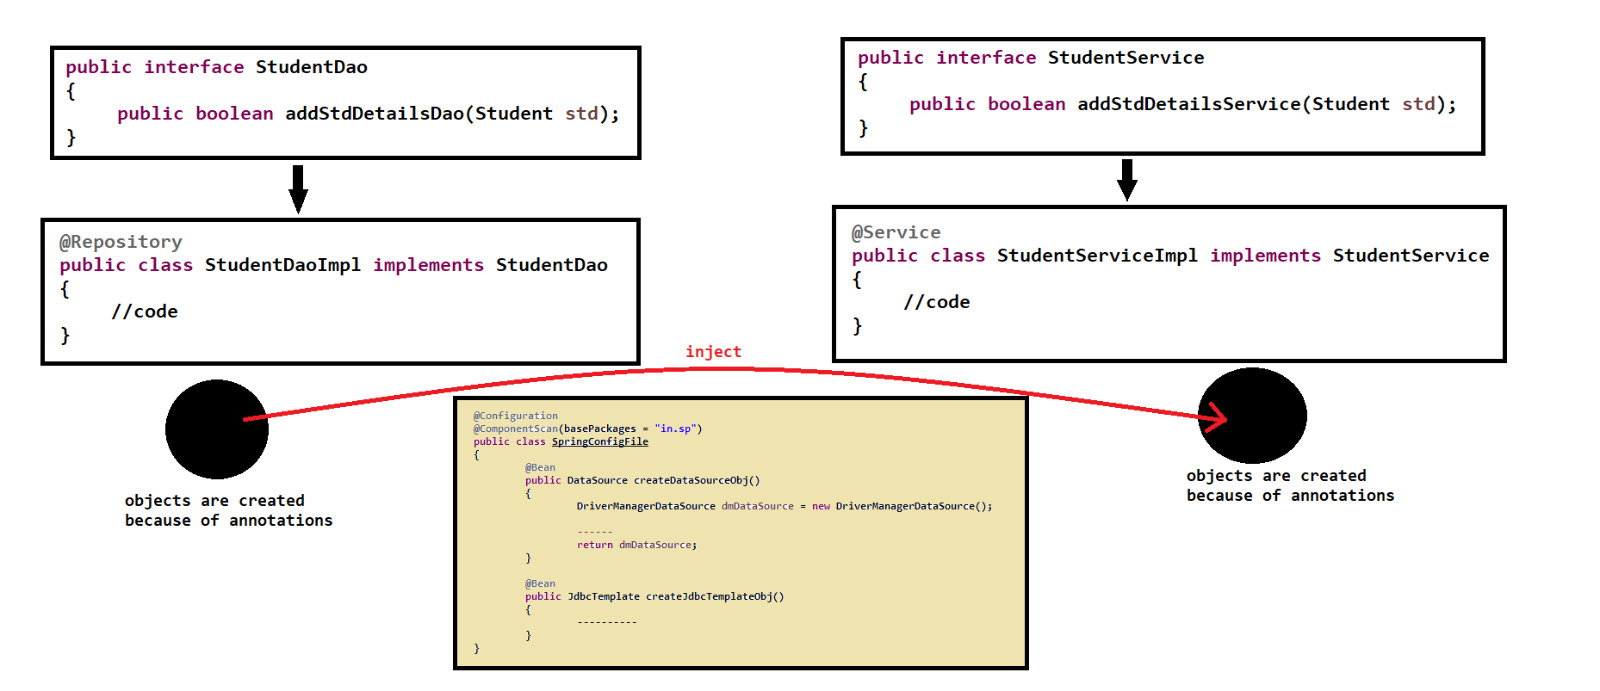 public interface StudentDao
{
public boolean addStdDetailsDao(Student std);
}
public interface StudentService
{
public boolean addStdDetailsService(Student std);
}
@Repository
public class StudentDaoImpl implements StudentDao
{
//code
}
@Service
public class StudentServiceImpl implements StudentService
{
//code
}
inject
objects are created
because of annotations
@Configuration
@ComponentScan(basePackages = "in.sp")
public class SpringConfigFile
{
@Bean
public DataSource createDataSourceObj()
{
DriverManagerDataSource dmDataSource = new DriverManagerDataSource();
------
return dmDataSource;
}
@Bean
public JdbcTemplate createJdbcTemplateObj()
{
----------
}
}
objects are created
because of annotations